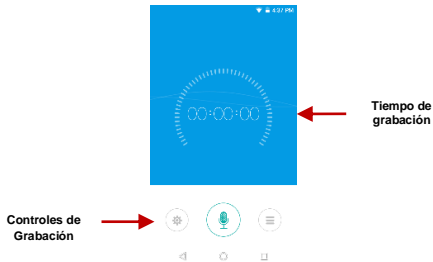 4:37 PM
00:00:00
Tiempo de
grabación
Controles de
Grabación